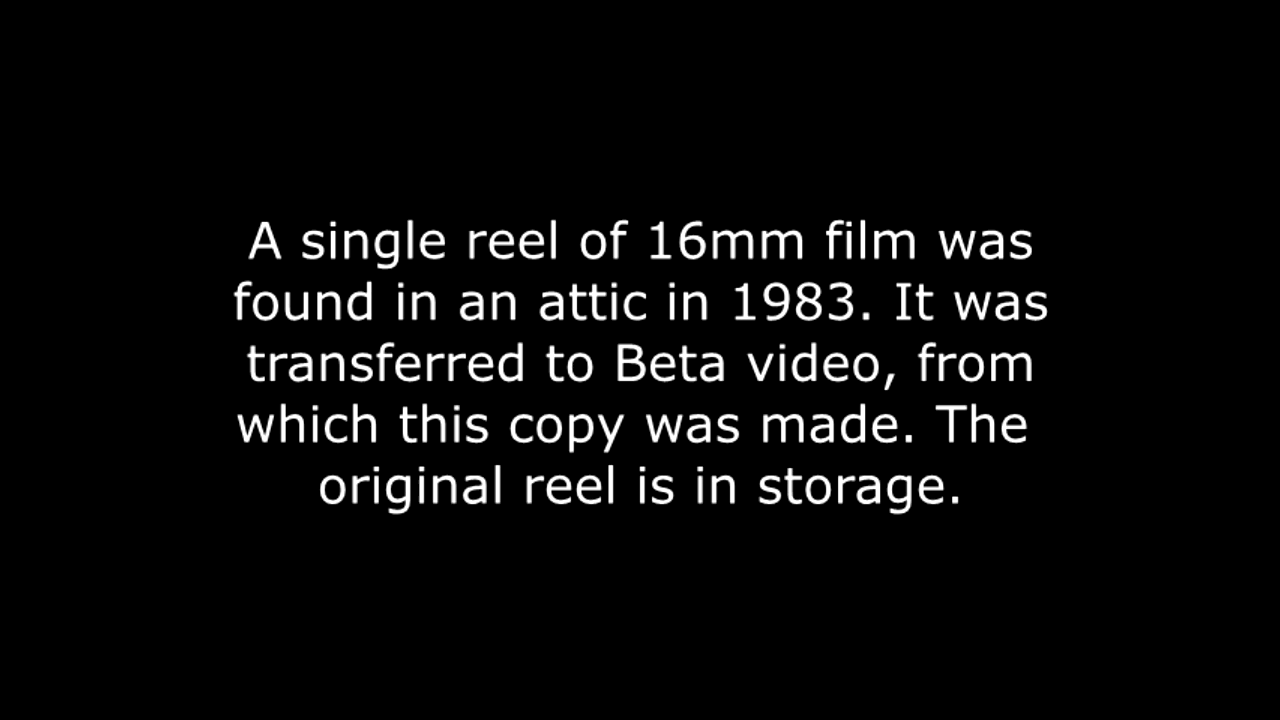 A single reel of 16mm film was
found in an attic in 1983. It was
transferred to Beta video, from
which this copy was made. The
original reel is in storage.